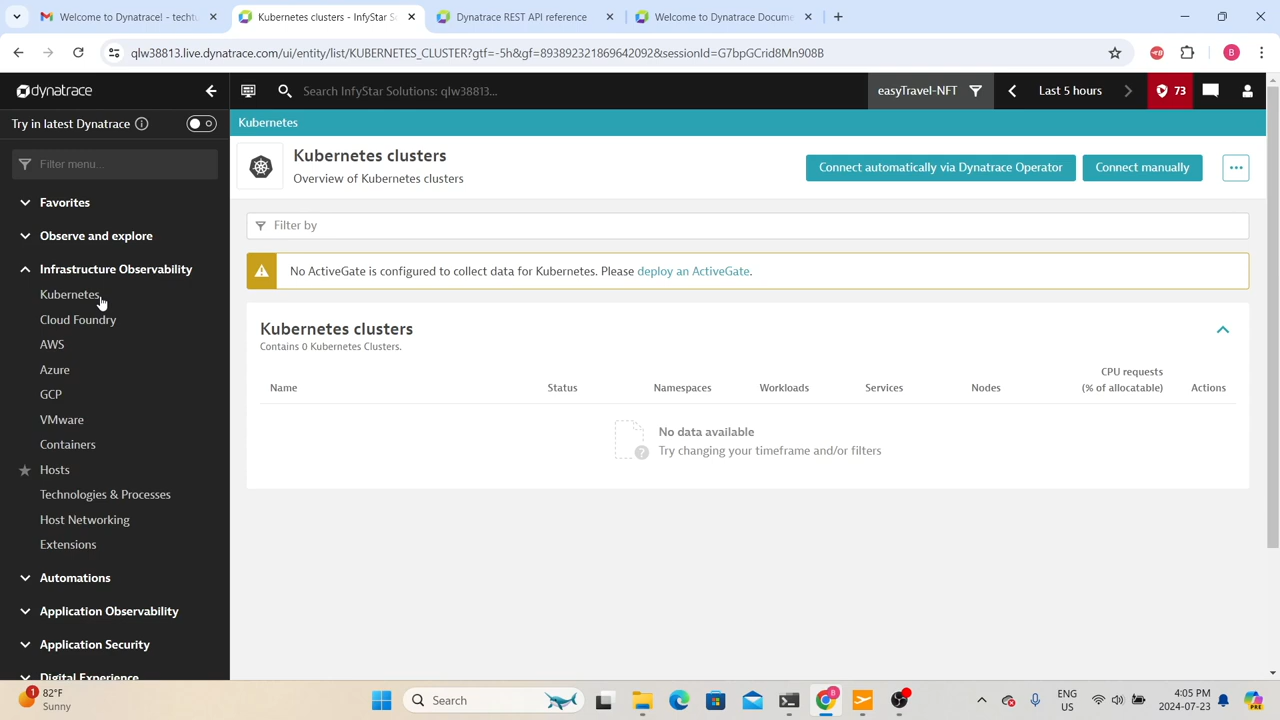 Welcome to Dynatrace! - techt
Kubernetes clusters - InfyStar So
Dynatrace REST API reference
Welcome to Dynatrace Docume
qlw38813.live.dynatrace.com/ui/entity/list/KUBERNETES_CLUSTER?gtf=-5h&gf=89389232186964209​2&sessionId=G7bpGCrid8Mn908B
B
dynatrace
Search InfyStar Solutions: qlw38813...
easyTravel-NFT
Last 5 hours
73
Try in latest Dynatrace
Kubernetes
Filter menu...
Kubernetes clusters
Overview of Kubernetes clusters
Connect automatically via Dynatrace Operator
Connect manually
...
Favorites
Observe and explore
Infrastructure Observability
Kubernetes
Cloud Foundry
AWS
Azure
GCP
VMware
Containers
Hosts
Technologies & Processes
Host Networking
Extensions
Automations
Application Observability
Application Security
Digital Experience
Filter by
No ActiveGate is configured to collect data for Kubernetes. Please deploy an ActiveGate.
Kubernetes clusters
Contains 0 Kubernetes Clusters.
Name
Status
Namespaces
Workloads
Services
Nodes
CPU requests
(% of allocatable)
Actions
No data available
Try changing your timeframe and/or filters
1
82°F
Sunny
Search
ENG
US
4:05 PM
2024-07-23